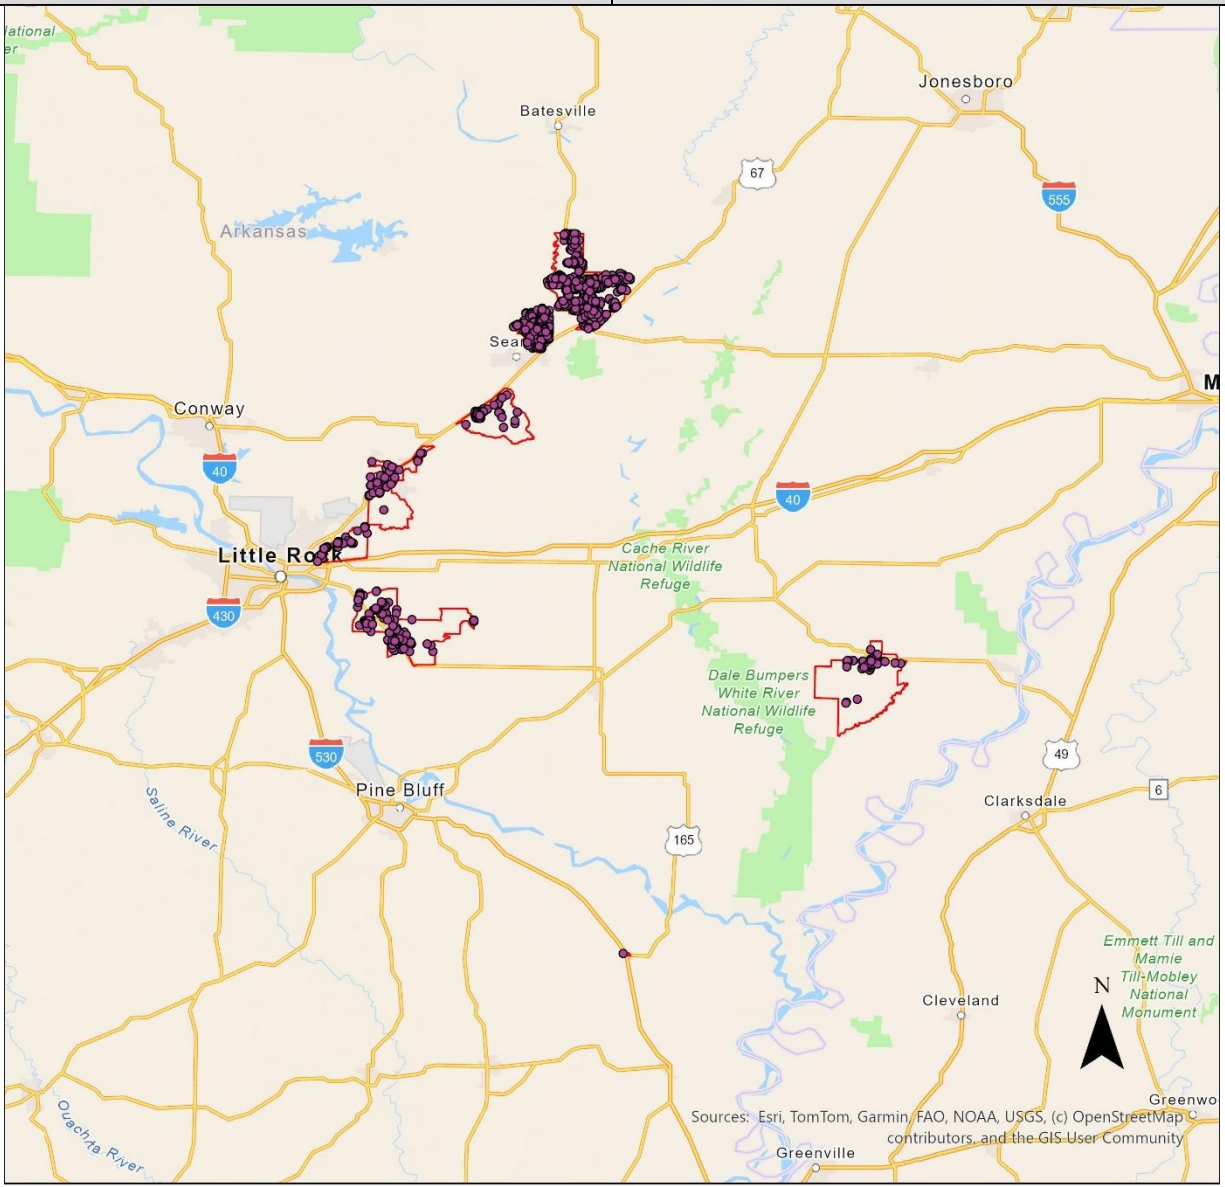 lational
er
Jonesboro
Batesville
67
555
Arkansas
Sear
M
Conway
40
40
Little Rock
Cache River
National Wildlife
Refuge
430
Dale Bumpers
White River
National Wildlife
Refuge
530
49
Pine Bluff
6
Clarksdale
Saline River
165
Emmett Till and
Mamie
Till-Mobley
National
Monument
N
Cleveland
Greenwo
Ouachita River
Sources: Esri, TomTom, Garmin, FAO, NOAA, USGS, (c) OpenStreetMap
contributors, and the GIS User Community
Greenville